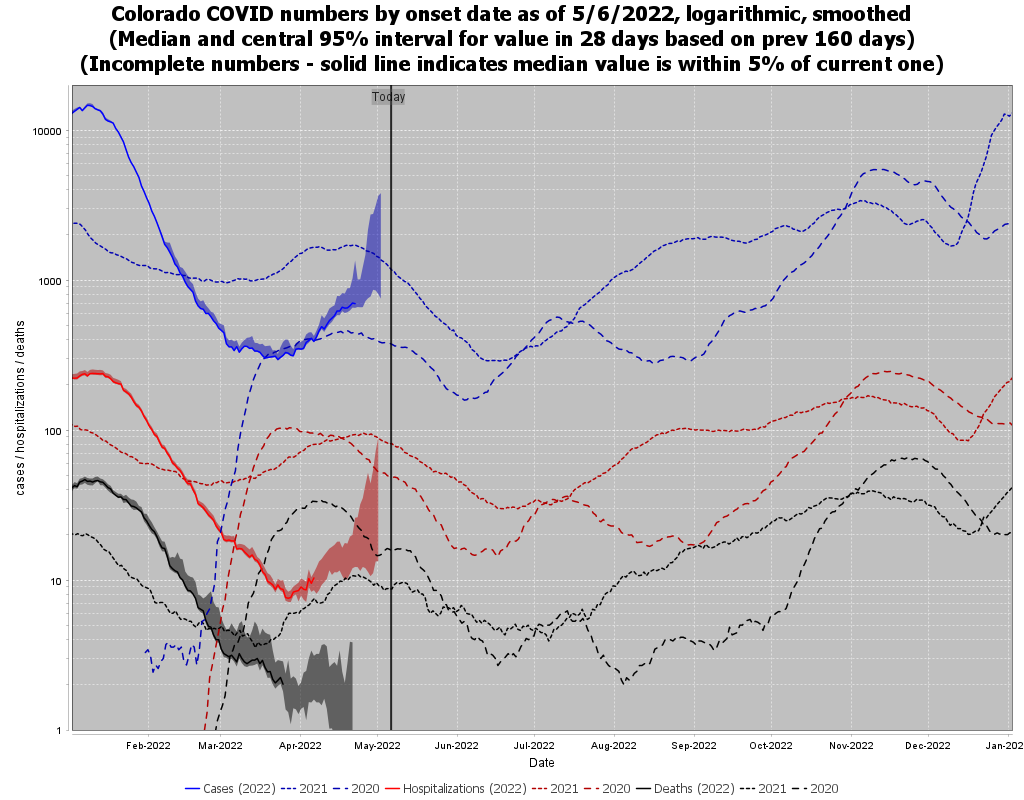 Colorado COVID numbers by onset date as of 5/6/2022, logarithmic, smoothed
(Median and central 95% interval for value in 28 days based on prev 160 days)
(Incomplete numbers - solid line indicates median value is within 5% of current one)
Today
10000
1000
100
10
1
cases / hospitalizations / deaths
Feb-2022 Mar-2022 Apr-2022 May-2022 Jun-2022 Jul-2022 Aug-2022 Sep-2022 Oct-2022 Nov-2022 Dec-2022 Jan-202
Date
Cases (2022) 2021 2020 Hospitalizations (2022) 2021 2020 Deaths (2022) 2021 2020